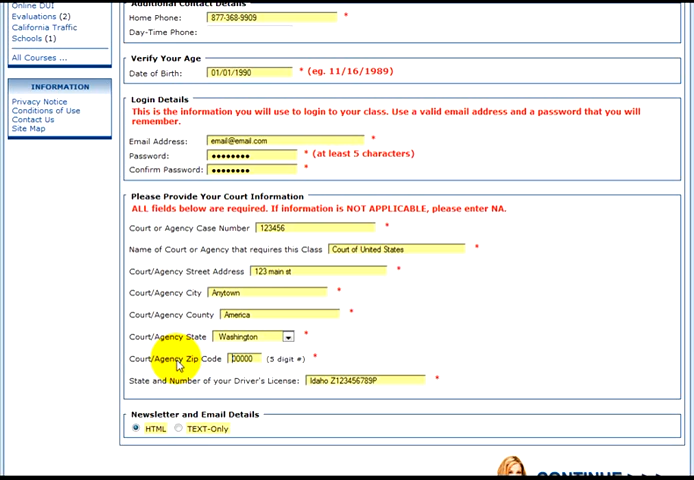 Online DUI
Evaluations (2)
California Traffic
Schools (1)
All Courses ...
INFORMATION
Privacy Notice
Conditions of Use
Contact Us
Site Map
Additional Contact Details
Home Phone: 877-368-9909 *
Day-Time Phone:
Verify Your Age
Date of Birth: 01/01/1990 * (eg. 11/16/1989)
Login Details
This is the information you will use to login to your class. Use a valid email address and a password that you will
remember.
Email Address: email@email.com *
Password: •••••••• * (at least 5 characters)
Confirm Password: •••••••• *
Please Provide Your Court Information
ALL fields below are required. If information is NOT APPLICABLE, please enter NA.
Court or Agency Case Number 123456 *
Name of Court or Agency that requires this Class Court of United States *
Court/Agency Street Address 123 main st *
Court/Agency City Anytown *
Court/Agency County America *
Court/Agency State Washington *
Court/Agency Zip Code 00000 (5 digit #) *
State and Number of your Driver's License: Idaho Z123456789P *
Newsletter and Email Details
HTML TEXT-Only
CONTINUE